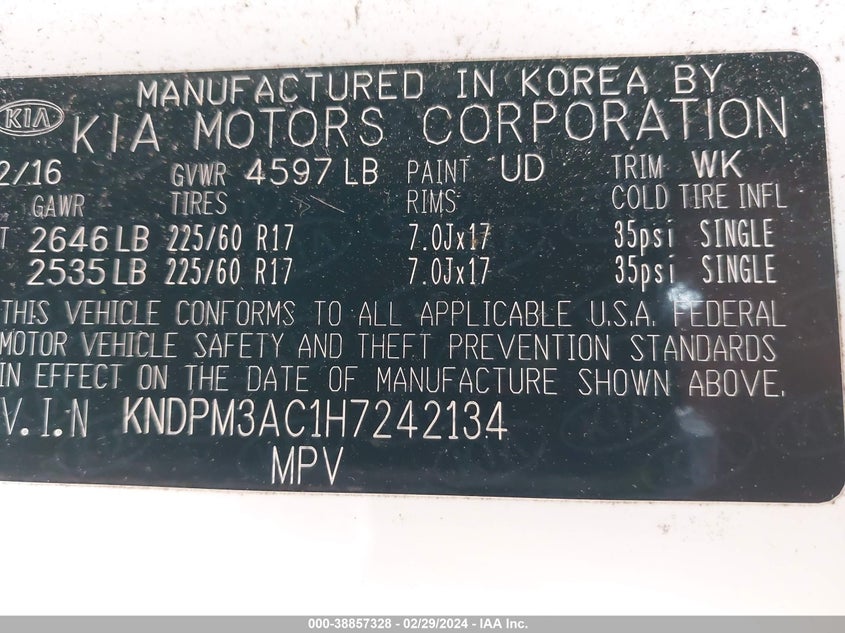 MANUFACTURED IN KOREA BY
KIA KIA MOTORS CORPORATION
2/16 GVWR 4597 LB PAINT UD TRIM WK
GAWR TIRES RIMS COLD TIRE INFL
T 2646 LB 225/60 R17 7.0Jx17 35psi SINGLE
2535 LB 225/60 R17 7.0Jx17 35psi SINGLE
THIS VEHICLE CONFORMS TO ALL APPLICABLE U.S.A. FEDERAL
MOTOR VEHICLE SAFETY AND THEFT PREVENTION STANDARDS
IN EFFECT ON THE DATE OF MANUFACTURE SHOWN ABOVE.
V.I.N KNDPM3AC1H7242134
MPV
000-38857328 - 02/29/2024 - IAA Inc.